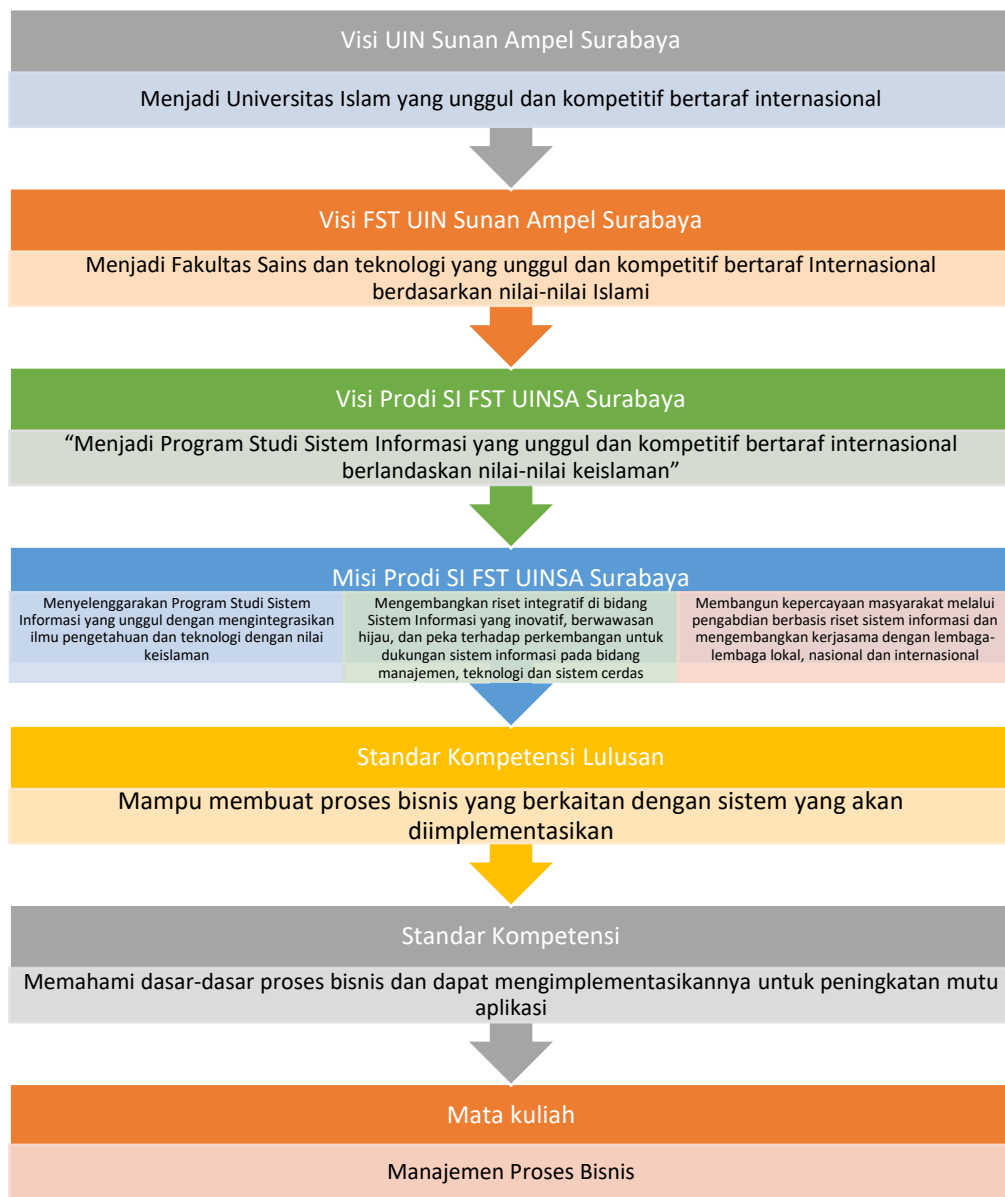 Visi UIN Sunan Ampel Surabaya
Menjadi Universitas Islam yang unggul dan kompetitif bertaraf internasional
Visi FST UIN Sunan Ampel Surabaya
Menjadi Fakultas Sains dan teknologi yang unggul dan kompetitif bertaraf Internasional
berdasarkan nilai-nilai Islami
Visi Prodi SI FST UINSA Surabaya
“Menjadi Program Studi Sistem Informasi yang unggul dan kompetitif bertaraf internasional
berlandaskan nilai-nilai keislaman”
Misi Prodi SI FST UINSA Surabaya
Menyelenggarakan Program Studi Sistem
Informasi yang unggul dengan mengintegrasikan
ilmu pengetahuan dan teknologi dengan nilai
keislaman
Mengembangkan riset integratif di bidang
Sistem Informasi yang inovatif, berwawasan
hijau, dan peka terhadap perkembangan untuk
dukungan sistem informasi pada bidang
manajemen, teknologi dan sistem cerdas
Membangun kepercayaan masyarakat melalui
pengabdian berbasis riset sistem informasi dan
mengembangkan kerjasama dengan lembaga-
lembaga lokal, nasional dan internasional
Standar Kompetensi Lulusan
Mampu membuat proses bisnis yang berkaitan dengan sistem yang akan
diimplementasikan
Standar Kompetensi
Memahami dasar-dasar proses bisnis dan dapat mengimplementasikannya untuk peningkatan mutu
aplikasi
Mata kuliah
Manajemen Proses Bisnis